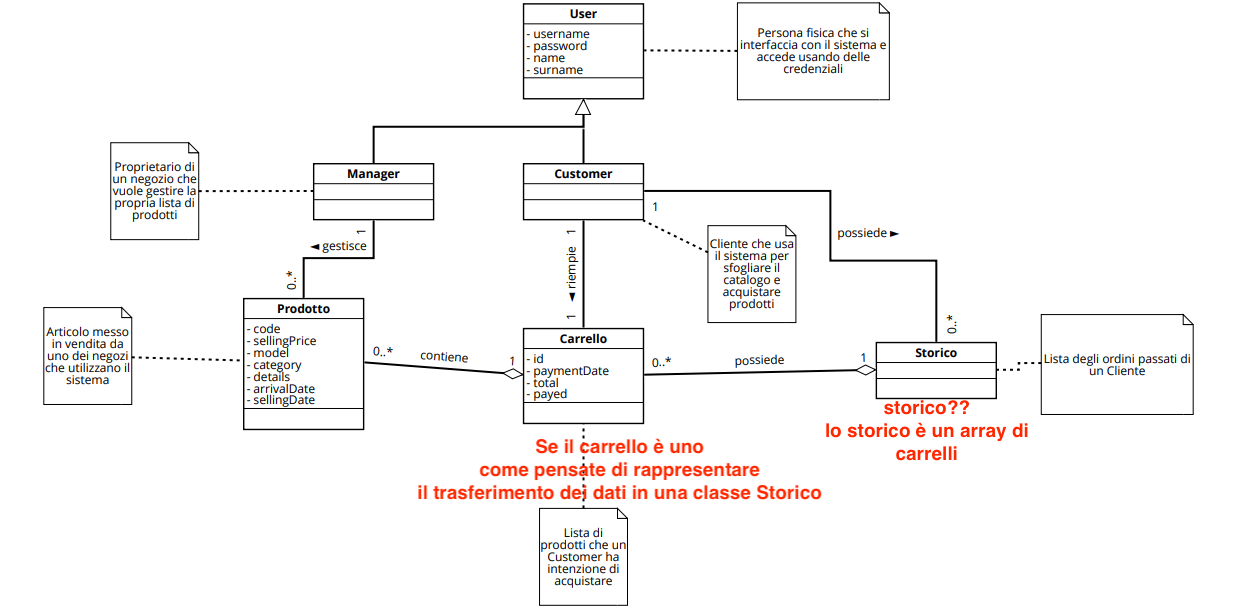 User
- username
- password
- name
- surname
Persona fisica che si
interfaccia con il sistema e
accede usando delle
credenziali
Proprietario di
un negozio che
vuole gestire la
propria lista di
prodotti
Manager
Customer
1
◄ gestisce
0..*
1
◄ riempie
1
1
possiede ►
0..*
Cliente che usa
il sistema per
sfogliare il
catalogo e
acquistare
prodotti
Articolo messo
in vendita da
uno dei negozi
che utilizzano il
sistema
Prodotto
- code
- sellingPrice
- model
- category
- details
- arrivalDate
- sellingDate
0..*
contiene
1
Carrello
- id
- paymentDate
- total
- payed
0..*
possiede
1
Storico
Lista degli ordini passati di
un Cliente
storico??
lo storico è un array di
carrelli
Se il carrello è uno
come pensate di rappresentare
il trasferimento dei dati in una classe Storico
Lista di
prodotti che un
Customer ha
intenzione di
acquistare